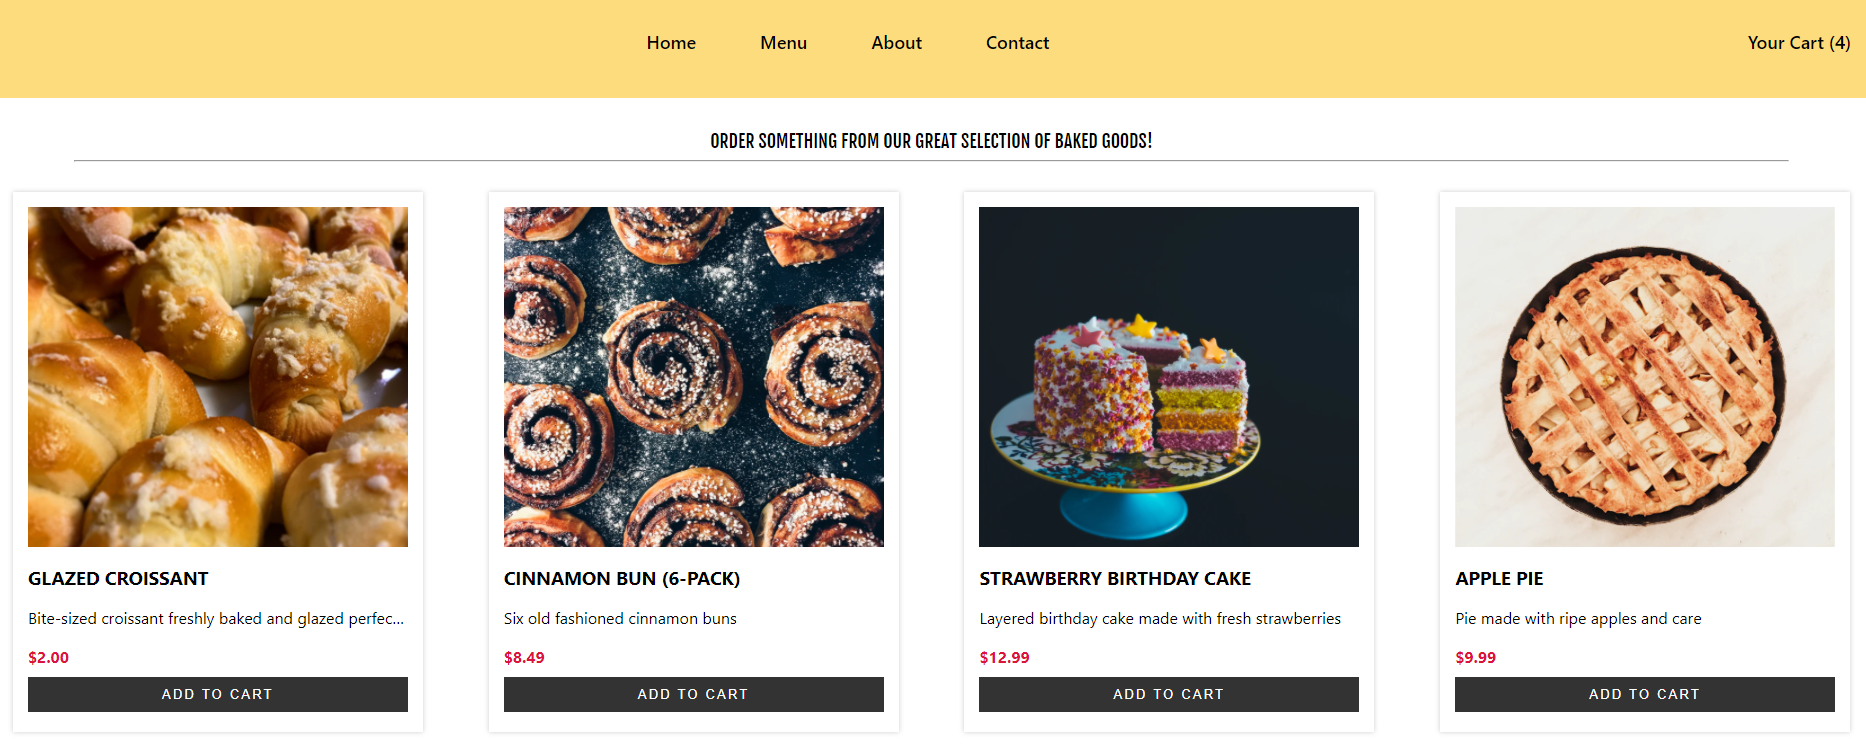 Home Menu About Contact Your Cart (4)
ORDER SOMETHING FROM OUR GREAT SELECTION OF BAKED GOODS!
GLAZED CROISSANT
Bite-sized croissant freshly baked and glazed perfec...
$2.00
ADD TO CART
CINNAMON BUN (6-PACK)
Six old fashioned cinnamon buns
$8.49
ADD TO CART
STRAWBERRY BIRTHDAY CAKE
Layered birthday cake made with fresh strawberries
$12.99
ADD TO CART
APPLE PIE
Pie made with ripe apples and care
$9.99
ADD TO CART